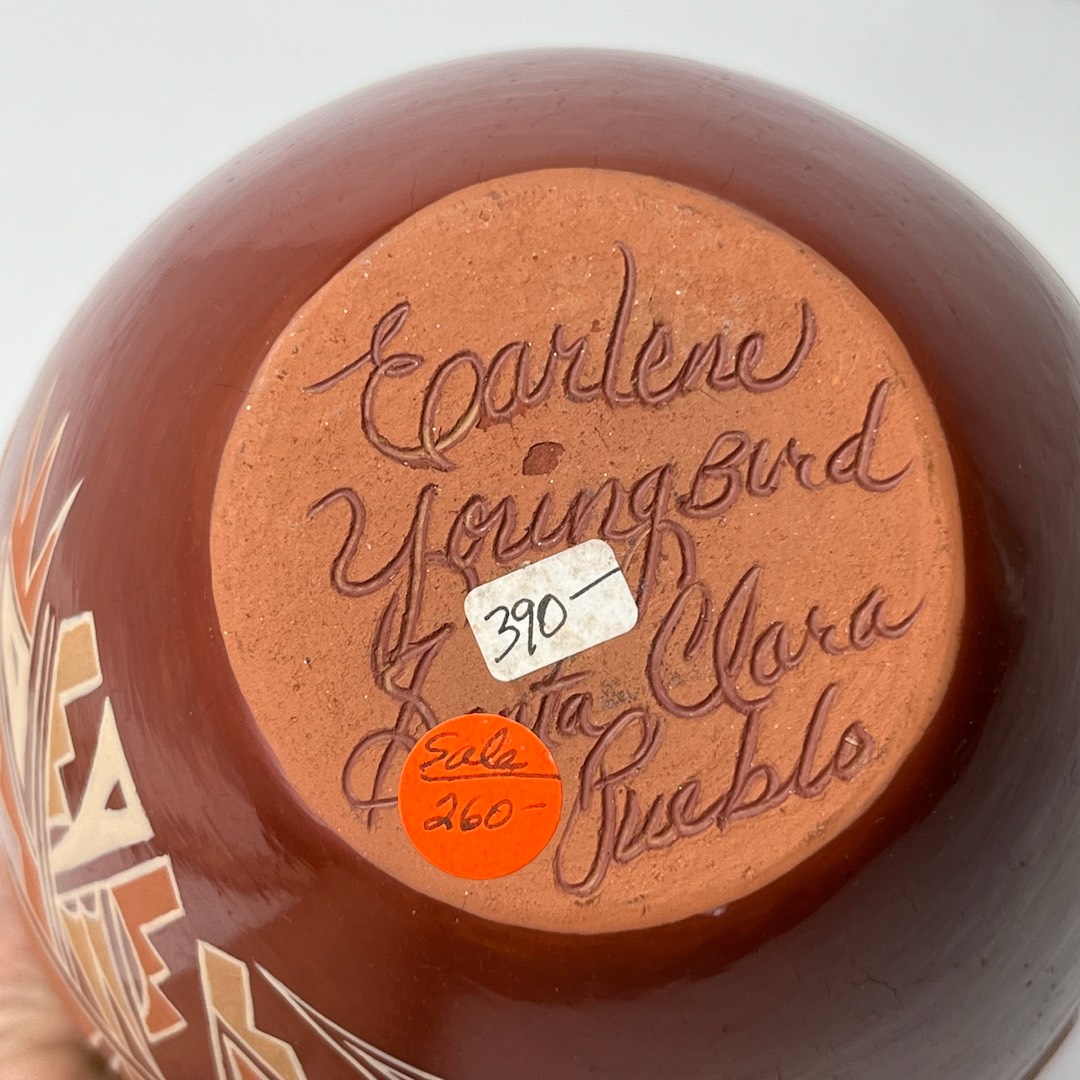 Earlene
YoungBird
390-
Santa Clara
Pueblo
Sale
260-